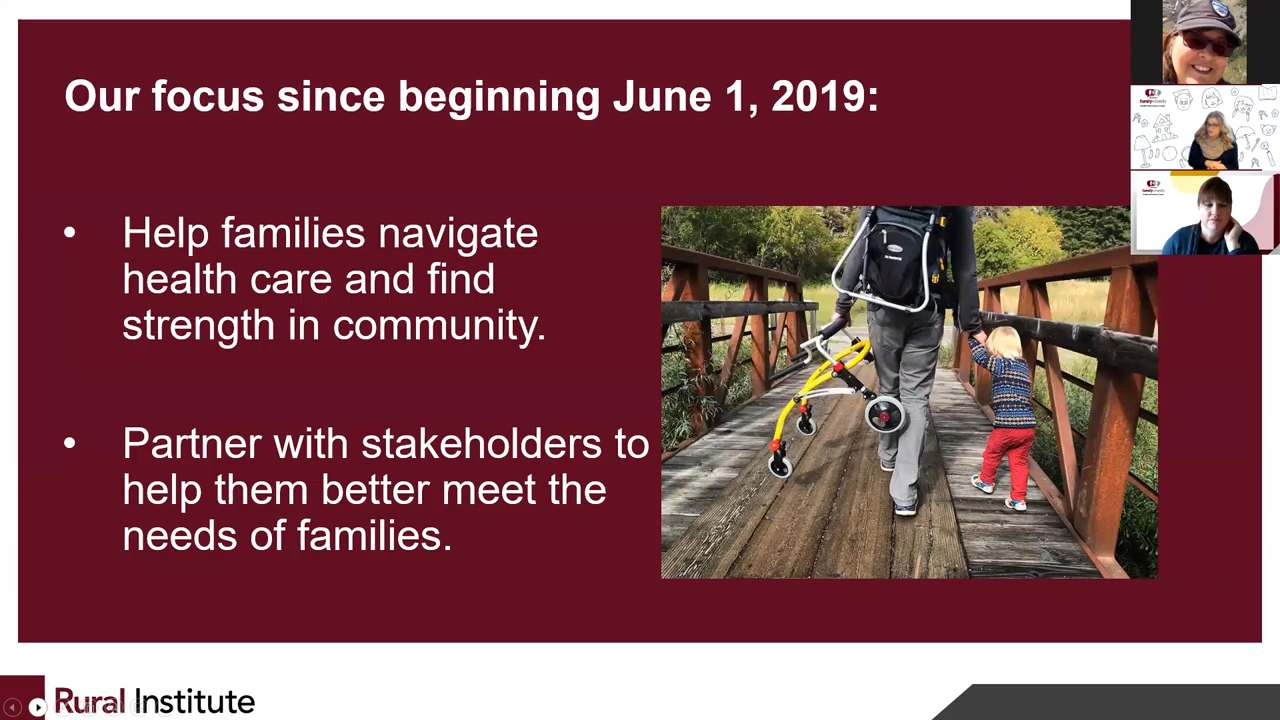 Our focus since beginning June 1, 2019:
• Help families navigate
health care and find
strength in community.
• Partner with stakeholders to
help them better meet the
needs of families.
Rural Institute